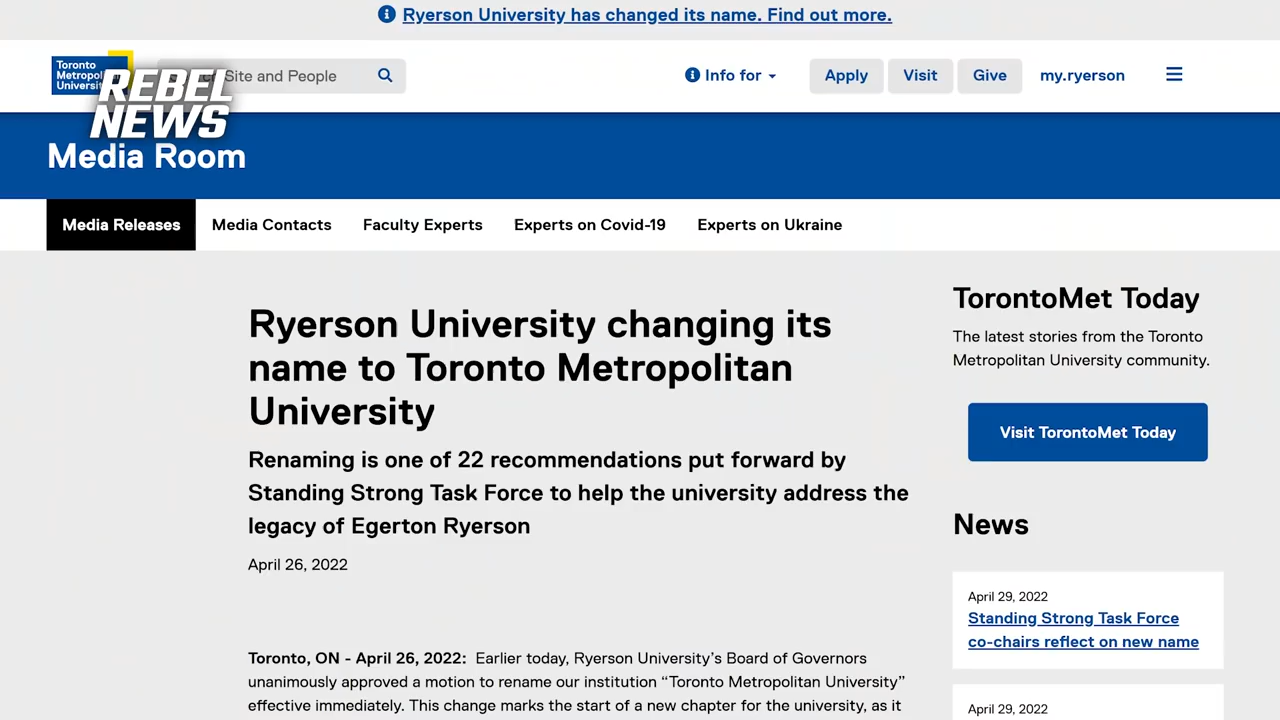 Ryerson University has changed its name. Find out more.
Toronto
Metropol
Universit
Site and People
Info for
Apply
Visit
Give
my.ryerson
REBEL
NEWS
Media Room
Media Releases
Media Contacts
Faculty Experts
Experts on Covid-19
Experts on Ukraine
Ryerson University changing its
name to Toronto Metropolitan
University
Renaming is one of 22 recommendations put forward by
Standing Strong Task Force to help the university address the
legacy of Egerton Ryerson
April 26, 2022
Toronto, ON - April 26, 2022: Earlier today, Ryerson University’s Board of Governors
unanimously approved a motion to rename our institution “Toronto Metropolitan University”
effective immediately. This change marks the start of a new chapter for the university, as it
TorontoMet Today
The latest stories from the Toronto
Metropolitan University community.
Visit TorontoMet Today
News
April 29, 2022
Standing Strong Task Force
co-chairs reflect on new name
April 29, 2022